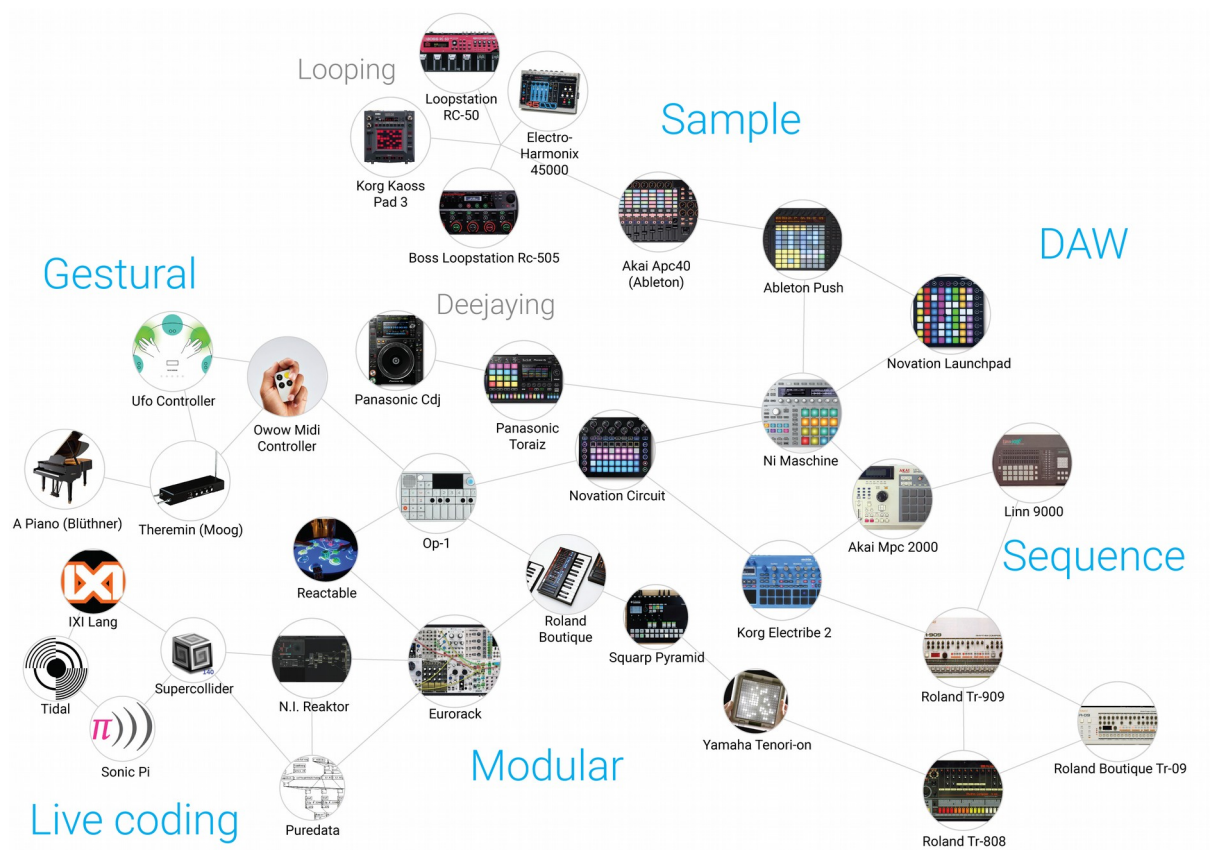 Looping
Loopstation
RC-50
Electro-
Harmonix
45000
Sample
Korg Kaoss
Pad 3
Boss Loopstation Rc-505
Akai Apc40
(Ableton)
Ableton Push
DAW
Gestural
Deejaying
Novation Launchpad
Ufo Controller
Owow Midi
Controller
Panasonic Cdj
Panasonic
Toraiz
Ni Maschine
Novation Circuit
Linn 9000
A Piano (Blüthner)
Theremin (Moog)
Op-1
Akai Mpc 2000
Sequence
Reactable
IXI
IXI Lang
Roland
Boutique
Korg Electribe 2
Squarp Pyramid
Tidal
Supercollider
N.I. Reaktor
Eurorack
Roland Tr-909
Yamaha Tenori-on
π)))
Sonic Pi
Modular
Roland Boutique Tr-09
Live coding
Puredata
Roland Tr-808